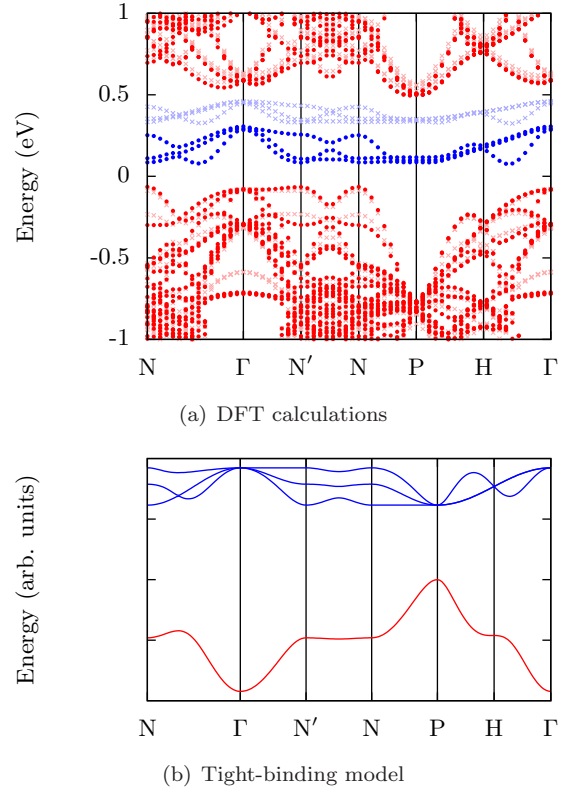 1
0.5
0
-0.5
-1
Energy (eV)
N Γ N′ N P H Γ
(a) DFT calculations
Energy (arb. units)
N Γ N′ N P H Γ
(b) Tight-binding model